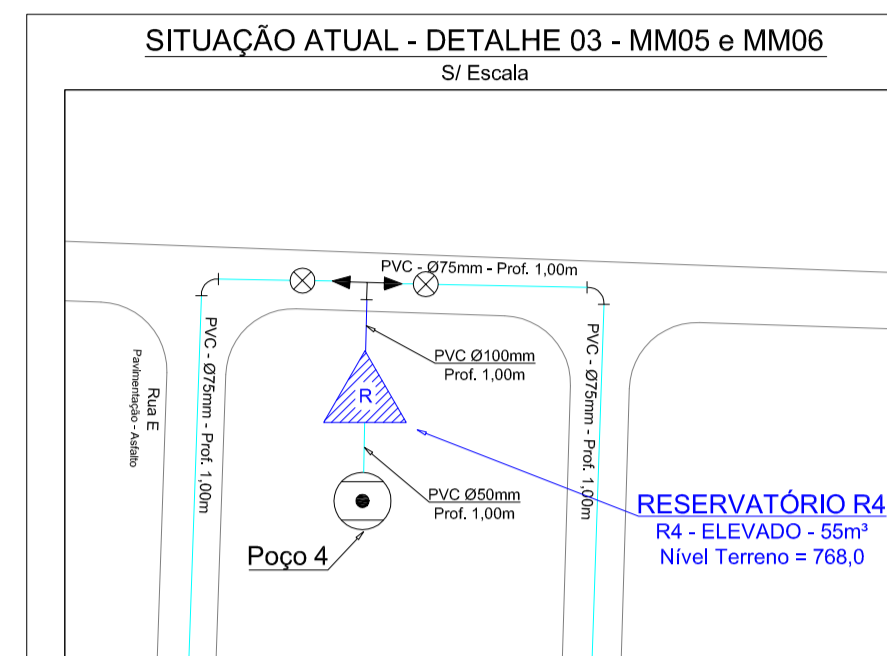 SITUAÇÃO ATUAL - DETALHE 03 - MM05 e MM06
S/ Escala
PVC - Ø75mm - Prof. 1,00m
PVC - Ø75mm - Prof. 1,00m
PVC - Ø75mm - Prof. 1,00m
Rua E
Pavimentação - Asfalto
PVC Ø100mm
Prof. 1,00m
R
PVC Ø50mm
Prof. 1,00m
Poço 4
RESERVATÓRIO R4
R4 - ELEVADO - 55m³
Nível Terreno = 768,0